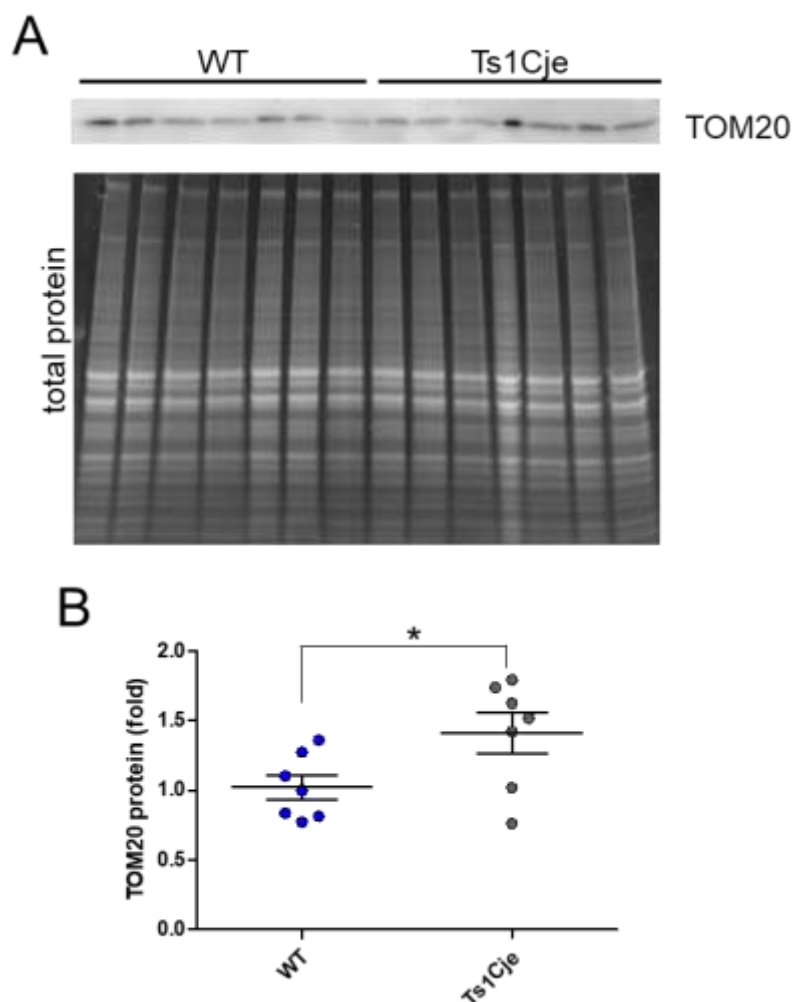 A
WT Ts1Cje
TOM20
total protein
B
*
2.0
1.5
1.0
0.5
0.0
TOM20 protein (fold)
WT Ts1Cje